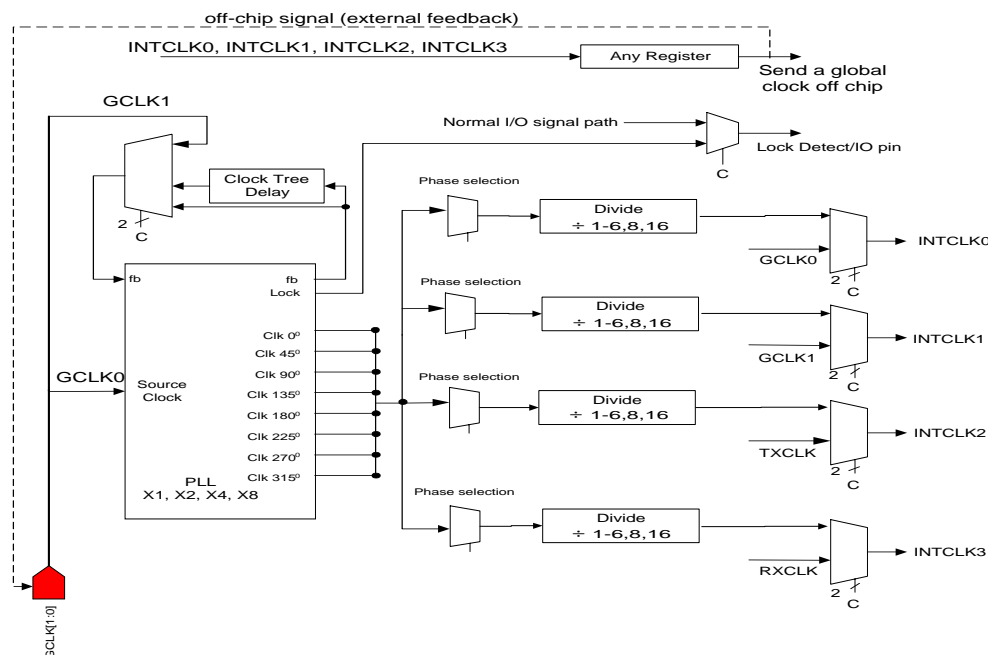 off-chip signal (external feedback)
INTCLK0, INTCLK1, INTCLK2, INTCLK3
Any Register
Send a global
clock off chip
GCLK1
Normal I/O signal path
Lock Detect/IO pin
C
Clock Tree
Delay
2
C
Phase selection
Divide
÷ 1-6,8,16
GCLK0
2
C
INTCLK0
fb
fb
Lock
Phase selection
Divide
÷ 1-6,8,16
GCLK1
2
C
INTCLK1
GCLK0
Source
Clock
Clk 0º
Clk 45º
Clk 90º
Clk 135º
Clk 180º
Clk 225º
Clk 270º
Clk 315º
PLL
X1, X2, X4, X8
Phase selection
Divide
÷ 1-6,8,16
TXCLK
2
C
INTCLK2
Phase selection
Divide
÷ 1-6,8,16
RXCLK
2
C
INTCLK3
GCLK[1:0]